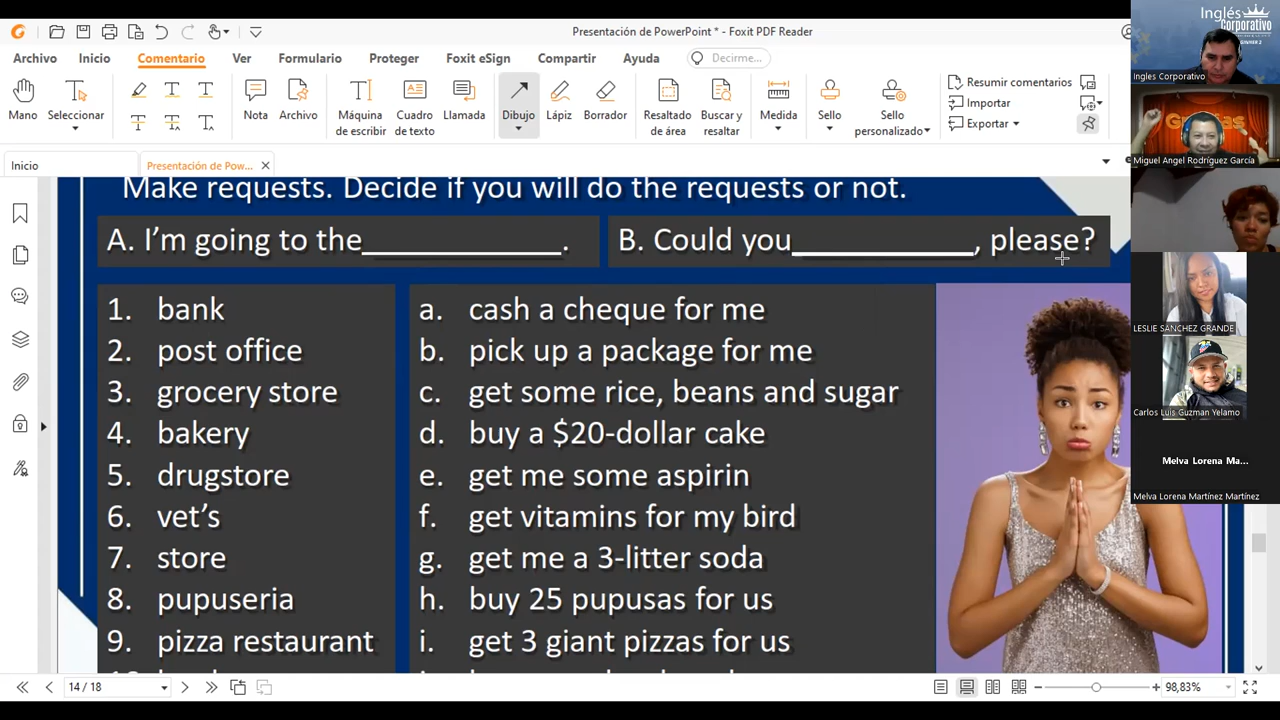 Presentación de PowerPoint * - Foxit PDF Reader
Archivo Inicio Comentario Ver Formulario Proteger Foxit eSign Compartir Ayuda Decirme...
Mano Seleccionar Nota Archivo Máquina de escribir Cuadro de texto Llamada Dibujo Lápiz Borrador Resaltado de área Buscar y resaltar Medida Sello Sello personalizado
Resumir comentarios
Importar
Exportar
Inicio Presentación de Pow...
Make requests. Decide if you will do the requests or not.
A. I'm going to the____________.
B. Could you____________, please?
1. bank
2. post office
3. grocery store
4. bakery
5. drugstore
6. vet's
7. store
8. pupuseria
9. pizza restaurant
a. cash a cheque for me
b. pick up a package for me
c. get some rice, beans and sugar
d. buy a $20-dollar cake
e. get me some aspirin
f. get vitamins for my bird
g. get me a 3-litter soda
h. buy 25 pupusas for us
i. get 3 giant pizzas for us
14 / 18
98,83%
Inglés
Corporativo
Ingles Corporativo
Miguel Angel Rodríguez García
LESLIE SANCHEZ GRANDE
Carlos Luis Guzman Yelamo
Melva Lorena Ma...
Melva Lorena Martínez Martínez